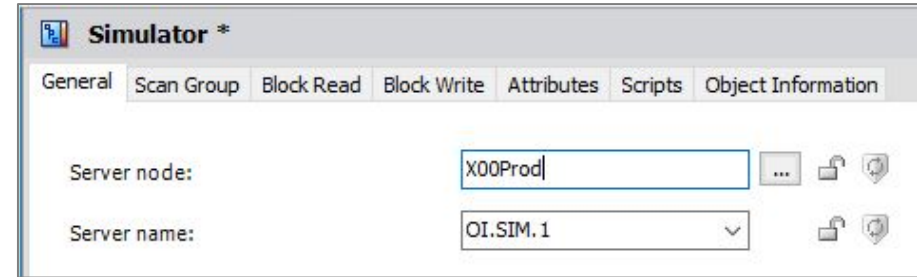 Simulator *
General Scan Group Block Read Block Write Attributes Scripts Object Information
Server node: X00Prod ...
Server name: OI.SIM.1